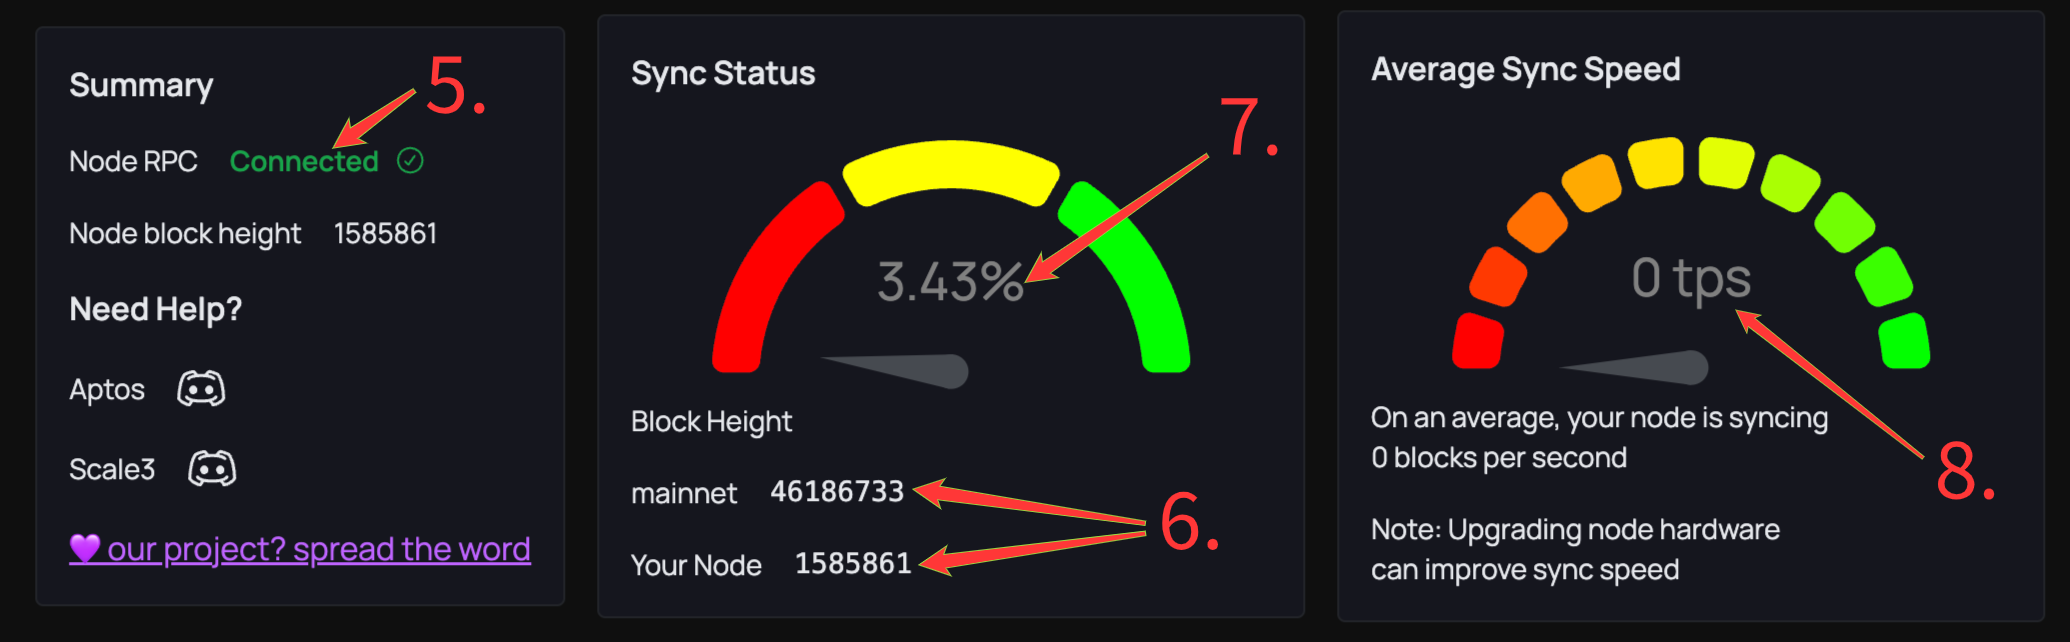 Summary
5.
Node RPC Connected
Node block height 1585861
Need Help?
Aptos
Scale3
💜 our project? spread the word
Sync Status
7.
3.43%
Block Height
mainnet 46186733
6.
Your Node 1585861
Average Sync Speed
0 tps
8.
On an average, your node is syncing
0 blocks per second
Note: Upgrading node hardware
can improve sync speed